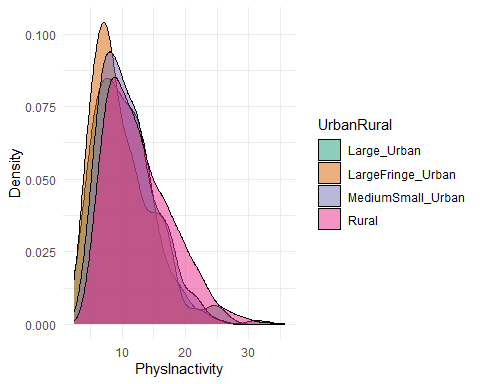 0.100
0.075
0.050
0.025
0.000
Density
10 20 30
PhysInactivity
UrbanRural
Large_Urban
LargeFringe_Urban
MediumSmall_Urban
Rural